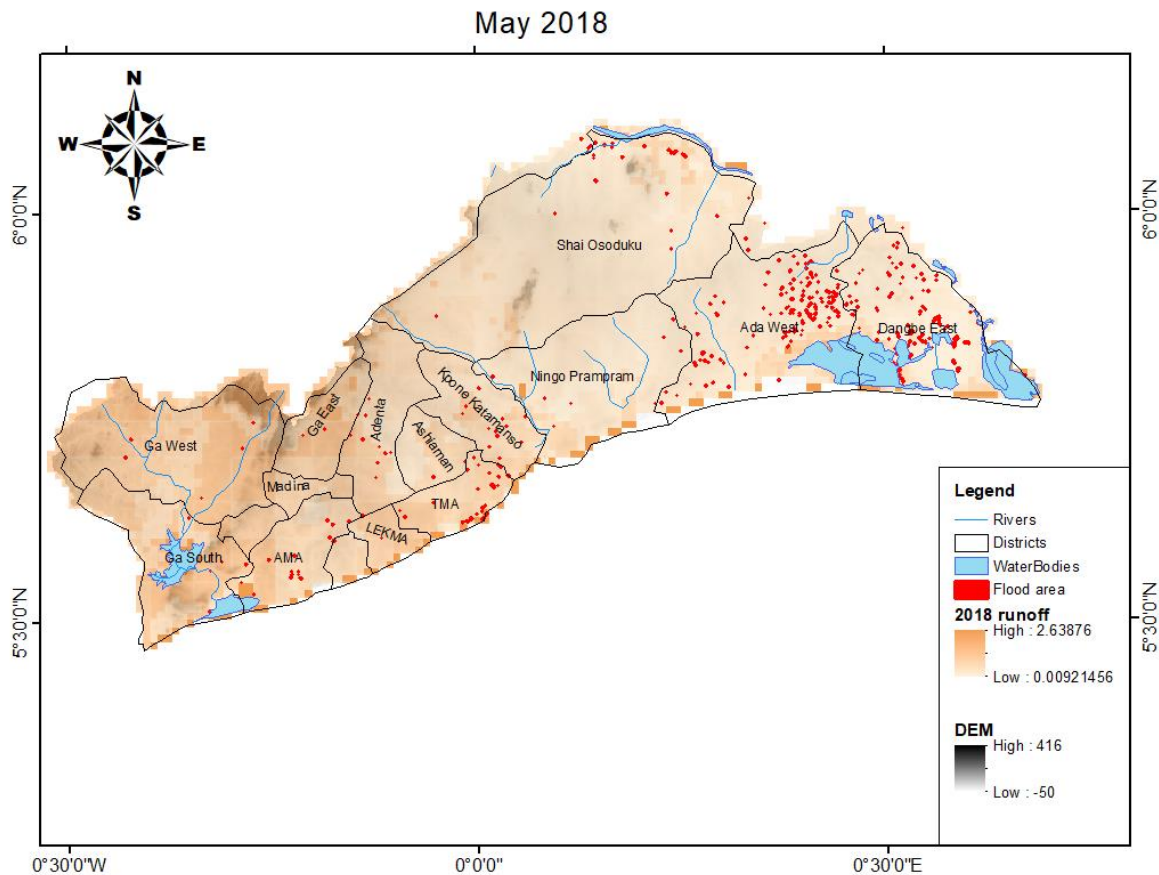 May 2018
N
W E
S
6°0'0"N
6°0'0"N
Shai Osoduku
Ada West
Dangbe East
Ningo Prampram
Kpone Katamanso
Ga East
Adenta
Ashiaman
Ga West
Madina
TMA
LEKMA
Ga South
AMA
5°30'0"N
5°30'0"N
Legend
Rivers
Districts
WaterBodies
Flood area
2018 runoff
High : 2.63876
Low : 0.00921456
DEM
High : 416
Low : -50
0°30'0"W
0°0'0"
0°30'0"E